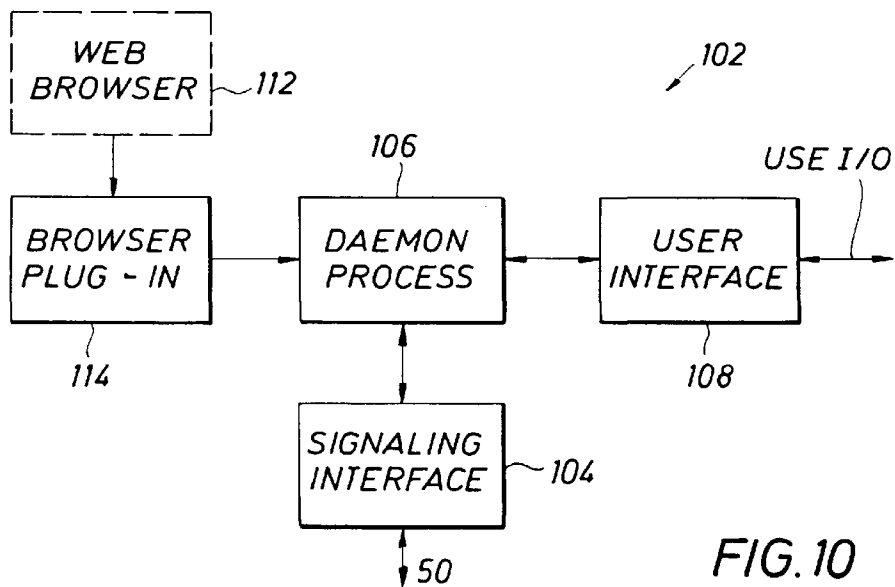 WEB
BROWSER
112
102
106
USE I/O
BROWSER
PLUG - IN
DAEMON
PROCESS
USER
INTERFACE
114
108
SIGNALING
INTERFACE
104
50
FIG. 10